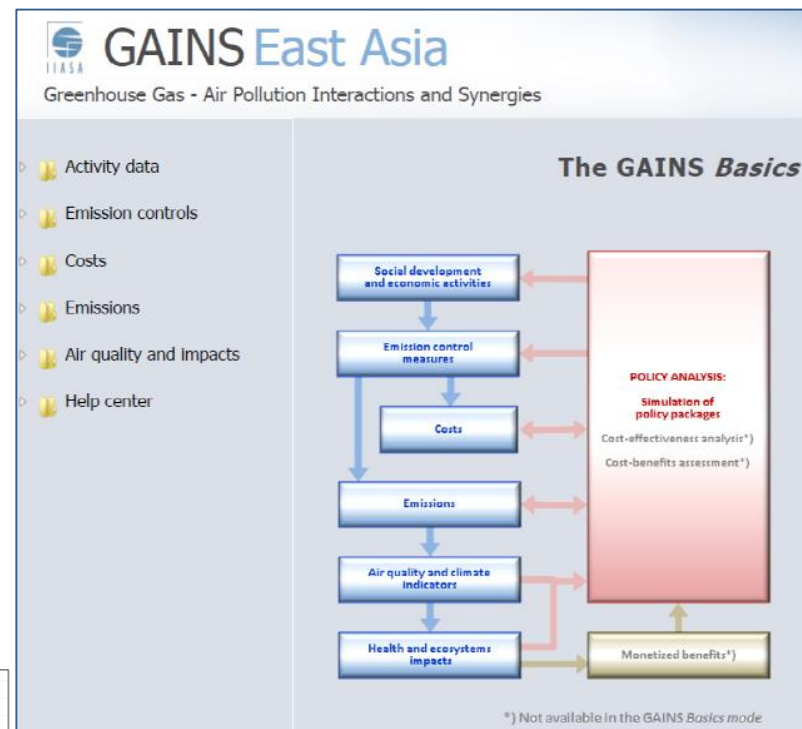 IIASA
GAINS East Asia
Greenhouse Gas - Air Pollution Interactions and Synergies
Activity data
Emission controls
Costs
Emissions
Air quality and impacts
Help center
The GAINS Basics
Social development
and economic activities
Emission control
measures
Costs
Emissions
Air quality and climate
indicators
Health and ecosystems
impacts
POLICY ANALYSIS:
Simulation of
policy packages
Cost-effectiveness analysis*)
Cost-benefits assessment*)
Monetized benefits*)
*) Not available in the GAINS Basics mode